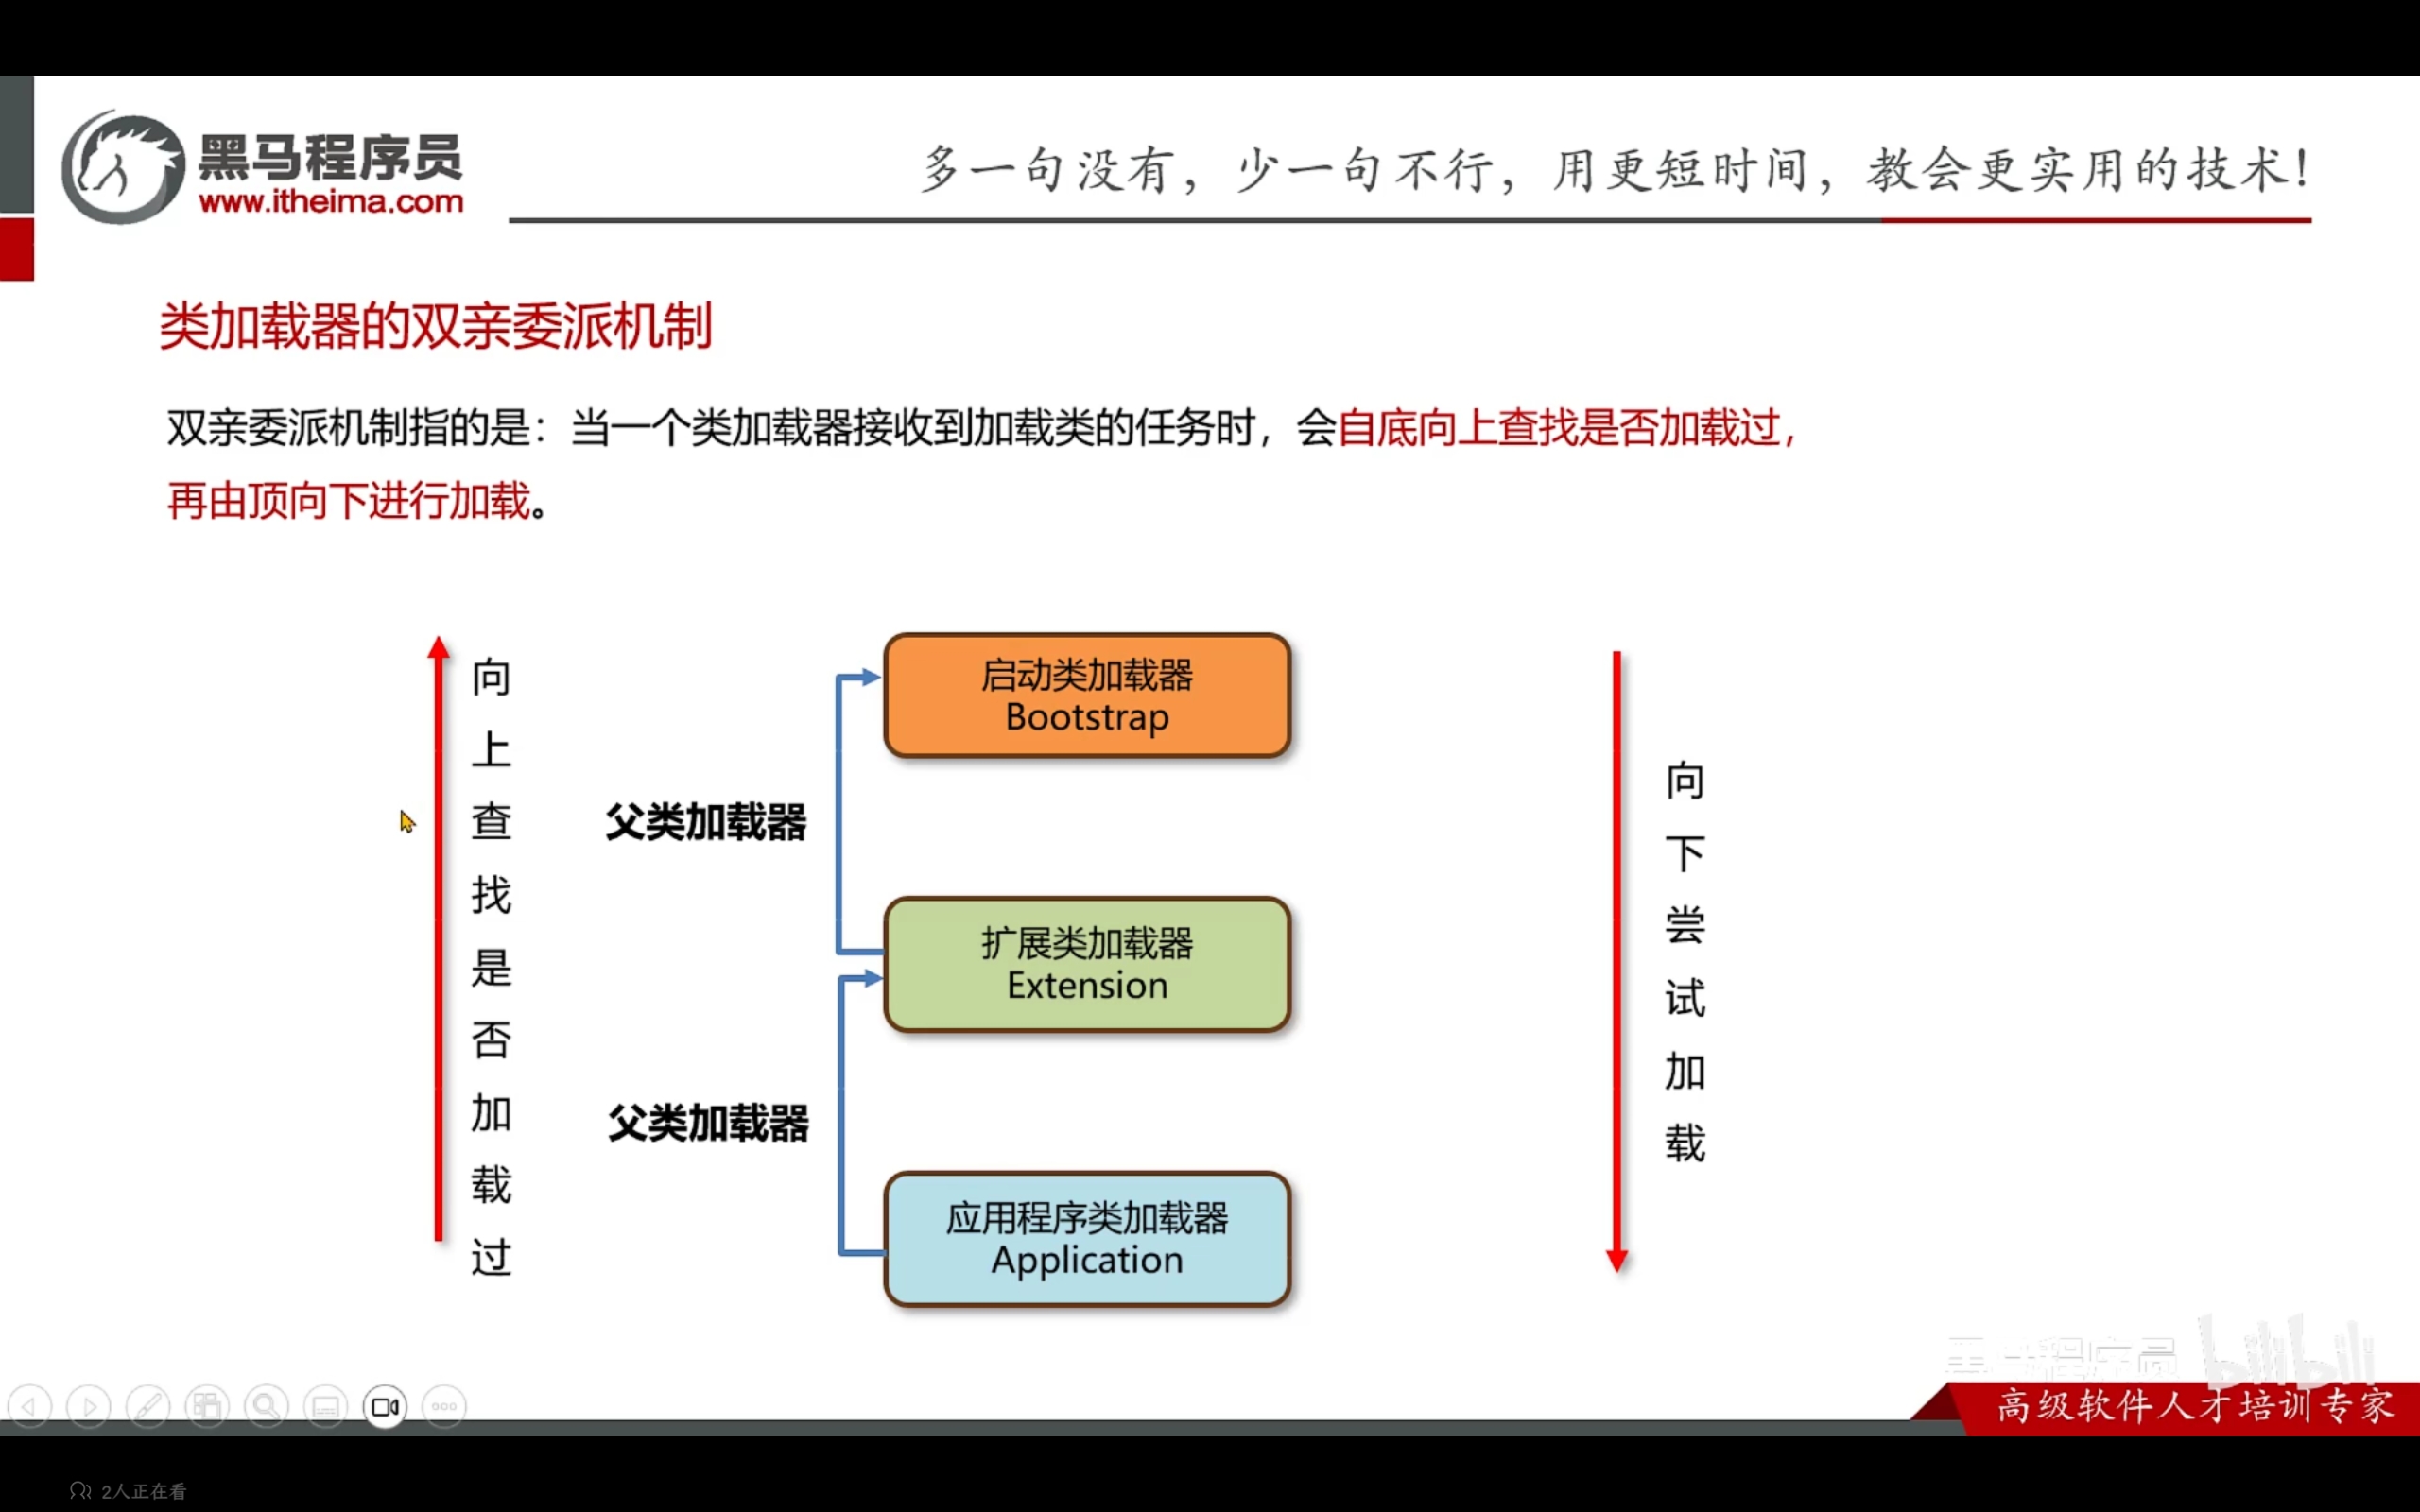 黑马程序员
www.itheima.com
多一句没有，少一句不行，用更短时间，教会更实用的技术！
类加载器的双亲委派机制
双亲委派机制指的是：当一个类加载器接收到加载类的任务时，会自底向上查找是否加载过，
再由顶向下进行加载。
向上查找是否加载过
父类加载器
父类加载器
启动类加载器
Bootstrap
扩展类加载器
Extension
应用程序类加载器
Application
向下尝试加载
黑马程序员 bilibili
高级软件人才培训专家
2人正在看